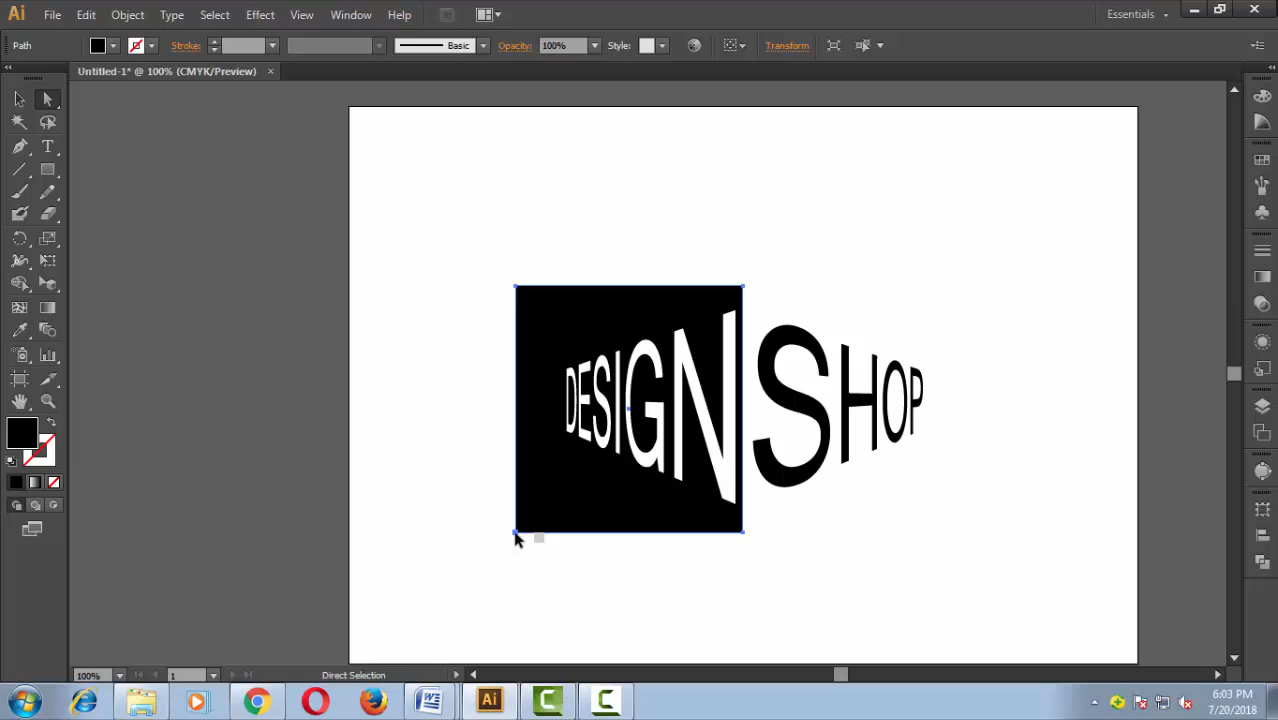 Ai File Edit Object Type Select Effect View Window Help Essentials
Path Stroke: Basic Opacity: 100% Style: Transform
Untitled-1* @ 100% (CMYK/Preview)
T
DESIGN SHOP
100% 1 Direct Selection
Ai 6:03 PM
7/20/2018